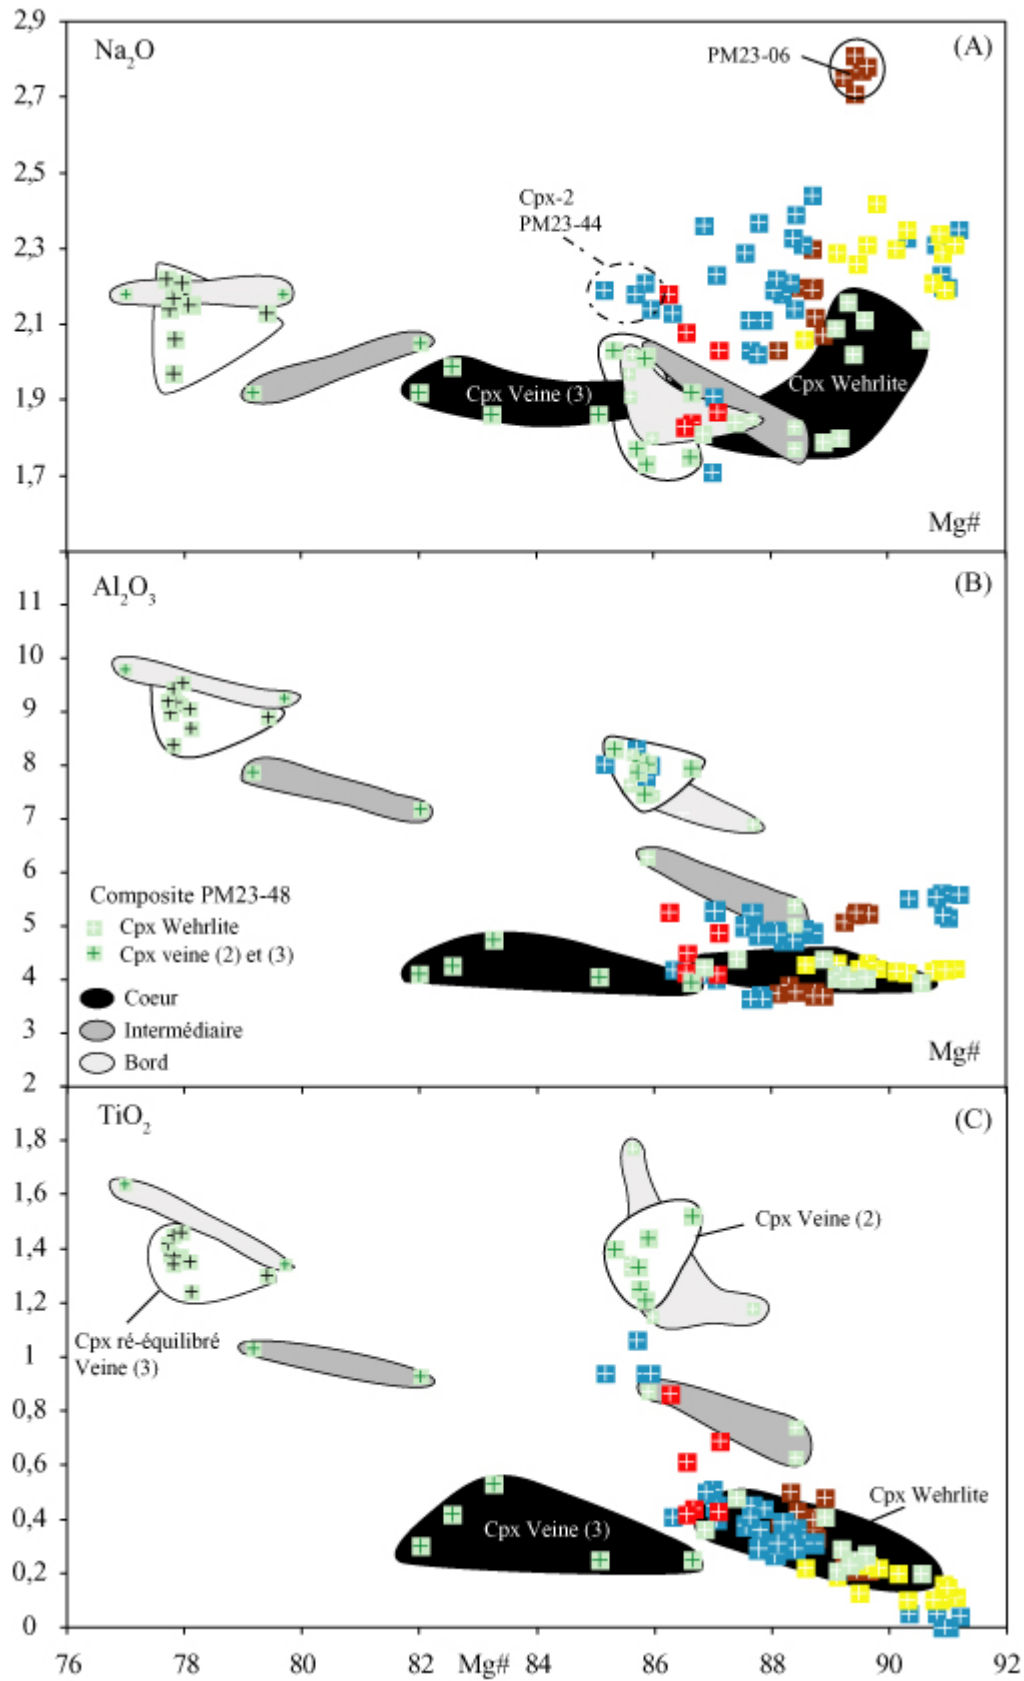 2,9
Na2O
(A)
PM23-06
2,7
2,5
Cpx-2
PM23-44
2,3
2,1
1,9
Cpx Veine (3)
Cpx Wehrlite
1,7
Mg#
Al2O3
(B)
11
10
9
8
7
6
5
4
3
2
Composite PM23-48
Cpx Wehrlite
Cpx veine (2) et (3)
Coeur
Intermédiaire
Bord
Mg#
TiO2
(C)
1,8
1,6
1,4
1,2
1
0,8
0,6
0,4
0,2
0
Cpx Veine (2)
Cpx ré-équilibré
Veine (3)
Cpx Wehrlite
Cpx Veine (3)
76 78 80 82 Mg# 84 86 88 90 92